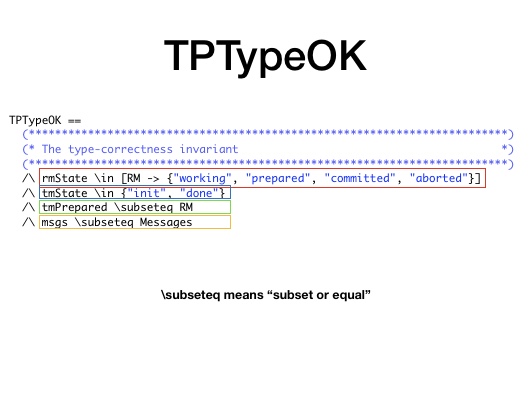 TPTypeOK
TPTypeOK ==
(************************************************************************)
(* The type-correctness invariant                                       *)
(************************************************************************)
/\ rmState \in [RM -> {"working", "prepared", "committed", "aborted"}]
/\ tmState \in {"init", "done"}
/\ tmPrepared \subseteq RM
/\ msgs \subseteq Messages
\subseteq means “subset or equal”